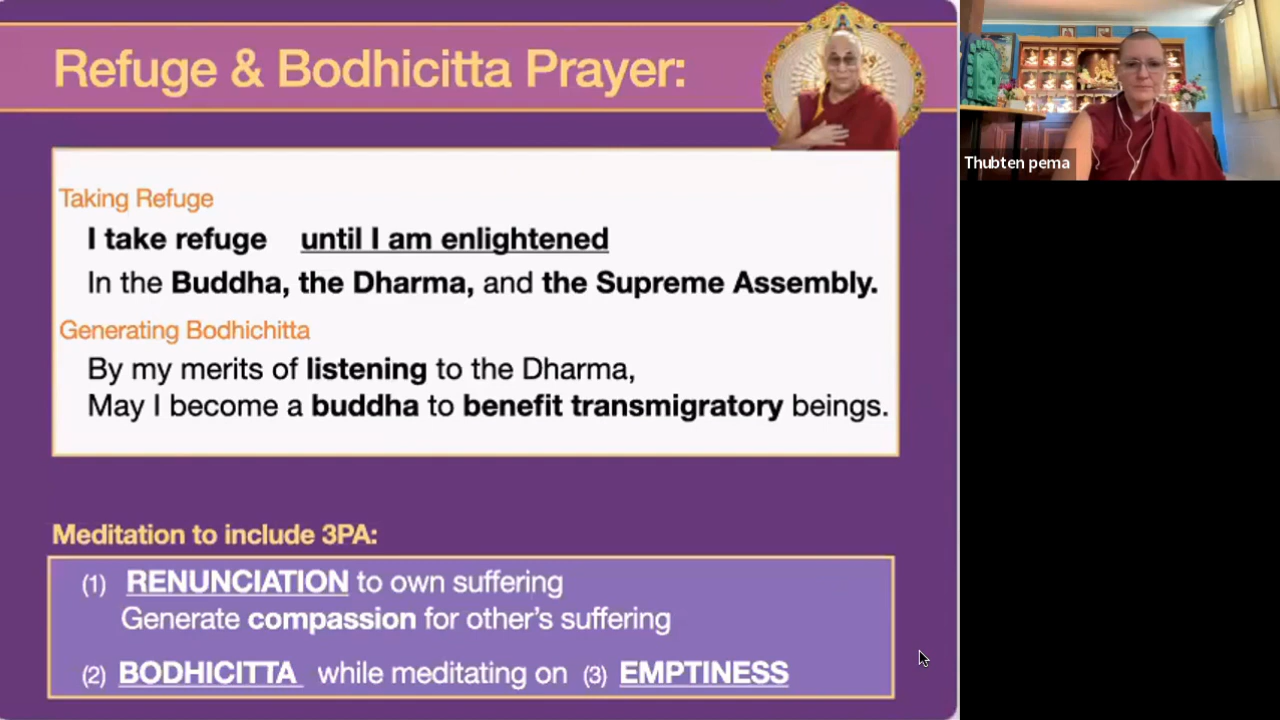 Refuge & Bodhicitta Prayer:
Taking Refuge
I take refuge until I am enlightened
In the Buddha, the Dharma, and the Supreme Assembly.
Generating Bodhichitta
By my merits of listening to the Dharma,
May I become a buddha to benefit transmigratory beings.
Meditation to include 3PA:
(1) RENUNCIATION to own suffering
Generate compassion for other's suffering
(2) BODHICITTA while meditating on (3) EMPTINESS
Thubten pema